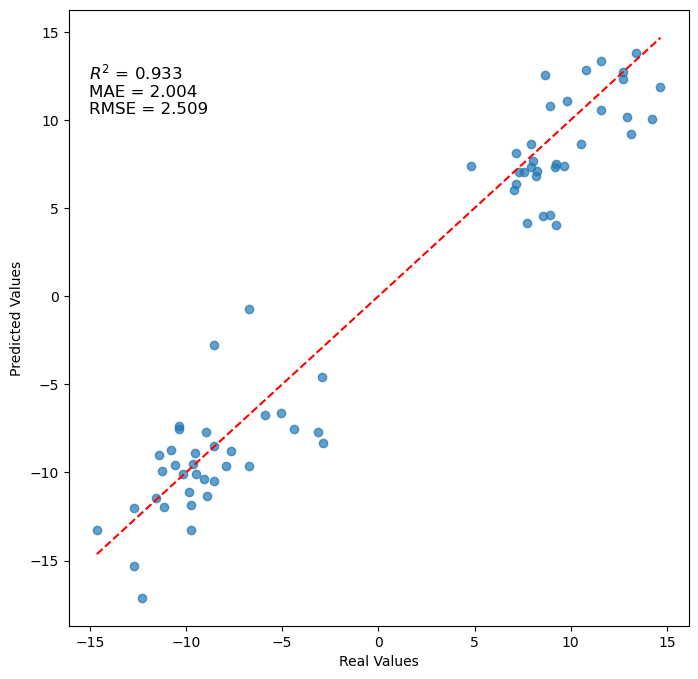 R² = 0.933
MAE = 2.004
RMSE = 2.509
15
10
5
0
−5
−10
−15
Predicted Values
−15 −10 −5 0 5 10 15
Real Values